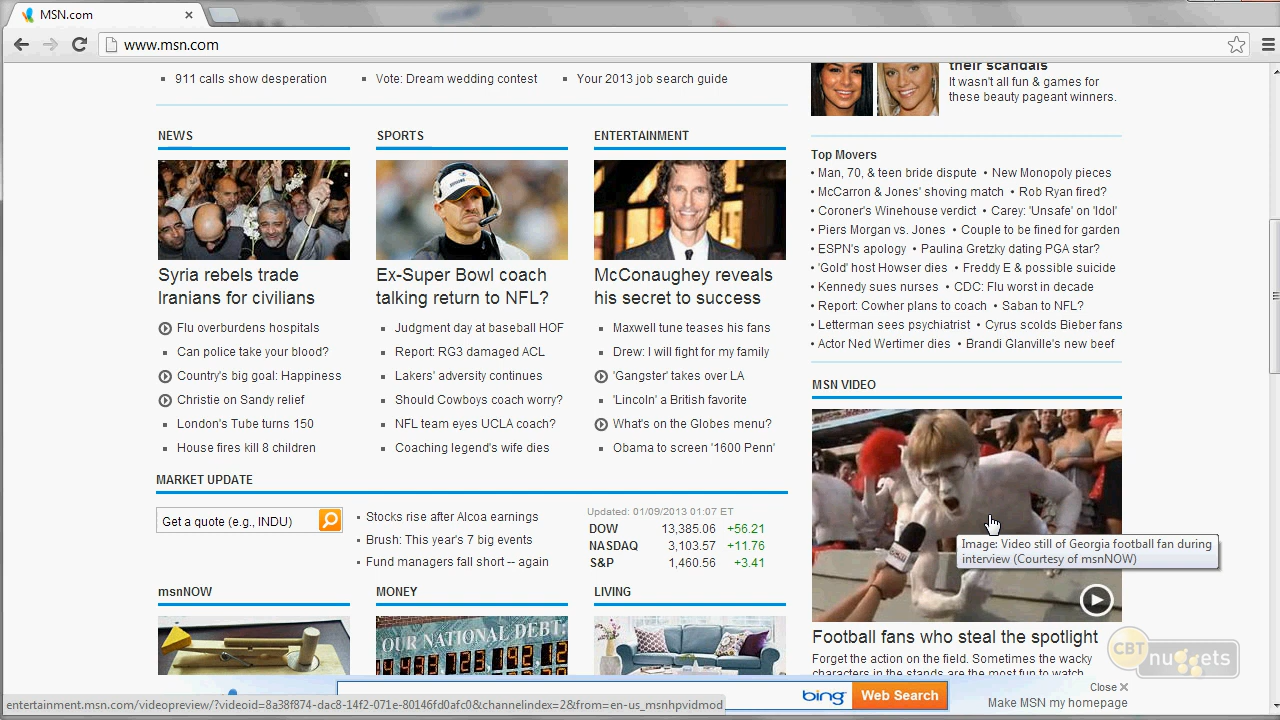 MSN.com
www.msn.com
911 calls show desperation
Vote: Dream wedding contest
Your 2013 job search guide
their scandals
It wasn't all fun & games for
these beauty pageant winners.
NEWS
Syria rebels trade
Iranians for civilians
Flu overburdens hospitals
Can police take your blood?
Country's big goal: Happiness
Christie on Sandy relief
London's Tube turns 150
House fires kill 8 children
SPORTS
Ex-Super Bowl coach
talking return to NFL?
Judgment day at baseball HOF
Report: RG3 damaged ACL
Lakers' adversity continues
Should Cowboys coach worry?
NFL team eyes UCLA coach?
Coaching legend's wife dies
ENTERTAINMENT
McConaughey reveals
his secret to success
Maxwell tune teases his fans
Drew: I will fight for my family
'Gangster' takes over LA
'Lincoln' a British favorite
What's on the Globes menu?
Obama to screen '1600 Penn'
Top Movers
• Man, 70, & teen bride dispute • New Monopoly pieces
• McCarron & Jones' shoving match • Rob Ryan fired?
• Coroner's Winehouse verdict • Carey: 'Unsafe' on 'Idol'
• Piers Morgan vs. Jones • Couple to be fined for garden
• ESPN's apology • Paulina Gretzky dating PGA star?
• 'Gold' host Howser dies • Freddy E & possible suicide
• Kennedy sues nurses • CDC: Flu worst in decade
• Report: Cowher plans to coach • Saban to NFL?
• Letterman sees psychiatrist • Cyrus scolds Bieber fans
• Actor Ned Wertimer dies • Brandi Glanville's new beef
MSN VIDEO
Image: Video still of Georgia football fan during
interview (Courtesy of msnNOW)
Football fans who steal the spotlight
Forget the action on the field. Sometimes the wacky
characters in the stands are the most fun to watch
MARKET UPDATE
Get a quote (e.g., INDU)
Stocks rise after Alcoa earnings
Brush: This year's 7 big events
Fund managers fall short -- again
Updated: 01/09/2013 01:07 ET
DOW 13,385.06 +56.21
NASDAQ 3,103.57 +11.76
S&P 1,460.56 +3.41
msnNOW
MONEY
OUR NATIONAL DEBT:
LIVING
CBT nuggets
bing
Web Search
Close
Make MSN my homepage